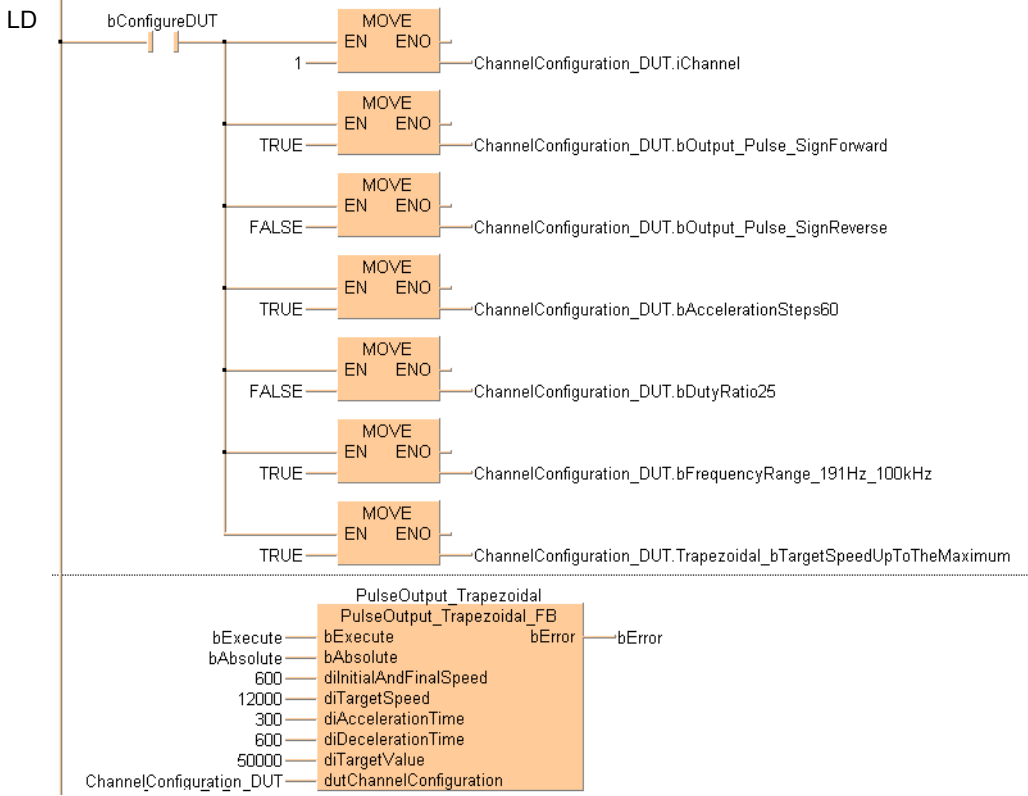 LD
bConfigureDUT
MOVE
EN ENO
1 ChannelConfiguration_DUT.iChannel
MOVE
EN ENO
TRUE ChannelConfiguration_DUT.bOutput_Pulse_SignForward
MOVE
EN ENO
FALSE ChannelConfiguration_DUT.bOutput_Pulse_SignReverse
MOVE
EN ENO
TRUE ChannelConfiguration_DUT.bAccelerationSteps60
MOVE
EN ENO
FALSE ChannelConfiguration_DUT.bDutyRatio25
MOVE
EN ENO
TRUE ChannelConfiguration_DUT.bFrequencyRange_191Hz_100kHz
MOVE
EN ENO
TRUE ChannelConfiguration_DUT.Trapezoidal_bTargetSpeedUpToTheMaximum
PulseOutput_Trapezoidal
PulseOutput_Trapezoidal_FB
bExecute bExecute bError bError
bAbsolute bAbsolute
600 diInitialAndFinalSpeed
12000 diTargetSpeed
300 diAccelerationTime
600 diDecelerationTime
50000 diTargetValue
ChannelConfiguration_DUT dutChannelConfiguration